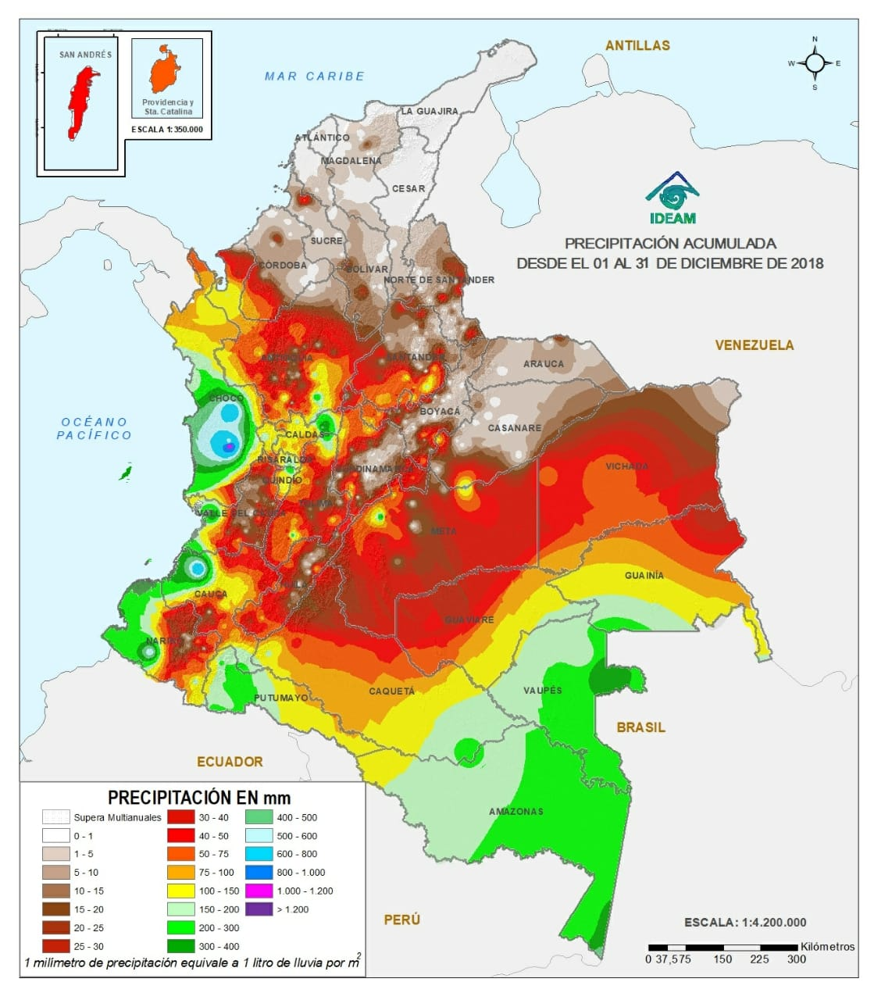 SAN ANDRÉS
Providencia y
Sta. Catalina
ESCALA 1:350.000
MAR CARIBE
ANTILLAS
N
W
E
S
LA GUAJIRA
ATLÁNTICO
MAGDALENA
CESAR
IDEAM
PRECIPITACIÓN ACUMULADA
DESDE EL 01 AL 31 DE DICIEMBRE DE 2018
SUCRE
CÓRDOBA
BOLÍVAR
NORTE DE SANTANDER
VENEZUELA
SANTANDER
ARAUCA
CHOCÓ
OCÉANO
PACÍFICO
BOYACÁ
CASANARE
CALDAS
RISARALDA
QUINDÍO
VICHADA
VALLE DEL CAUCA
META
GUAINÍA
CAUCA
GUAVIARE
CAQUETÁ
VAUPÉS
PUTUMAYO
BRASIL
ECUADOR
AMAZONAS
PERÚ
PRECIPITACIÓN EN mm
Supera Multianuales
0 - 1
1 - 5
5 - 10
10 - 15
15 - 20
20 - 25
25 - 30
30 - 40
40 - 50
50 - 75
75 - 100
100 - 150
150 - 200
200 - 300
300 - 400
400 - 500
500 - 600
600 - 800
800 - 1.000
1.000 - 1.200
> 1.200
1 milimetro de precipitación equivale a 1 litro de lluvia por m²
ESCALA: 1:4.200.000
Kilómetros
0 37,575 150 225 300